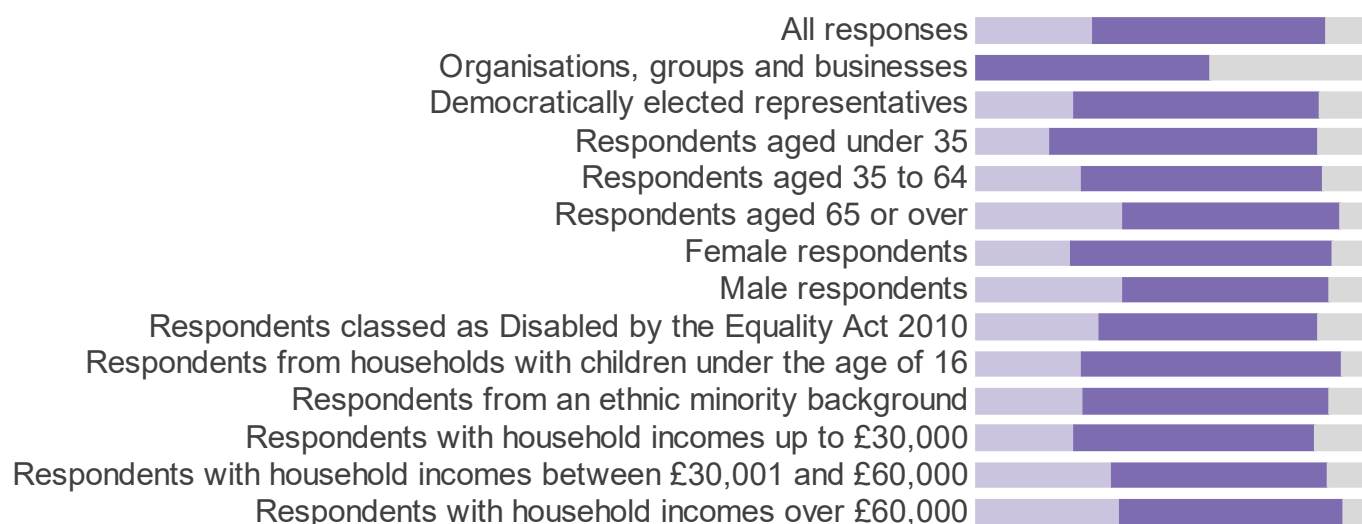 All responses
Organisations, groups and businesses
Democratically elected representatives
Respondents aged under 35
Respondents aged 35 to 64
Respondents aged 65 or over
Female respondents
Male respondents
Respondents classed as Disabled by the Equality Act 2010
Respondents from households with children under the age of 16
Respondents from an ethnic minority background
Respondents with household incomes up to £30,000
Respondents with household incomes between £30,001 and £60,000
Respondents with household incomes over £60,000